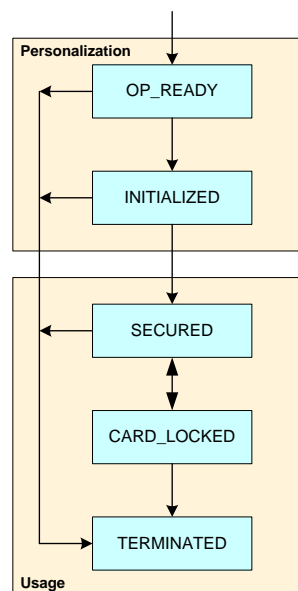 Personalization
OP_READY
INITIALIZED
SECURED
CARD_LOCKED
TERMINATED
Usage